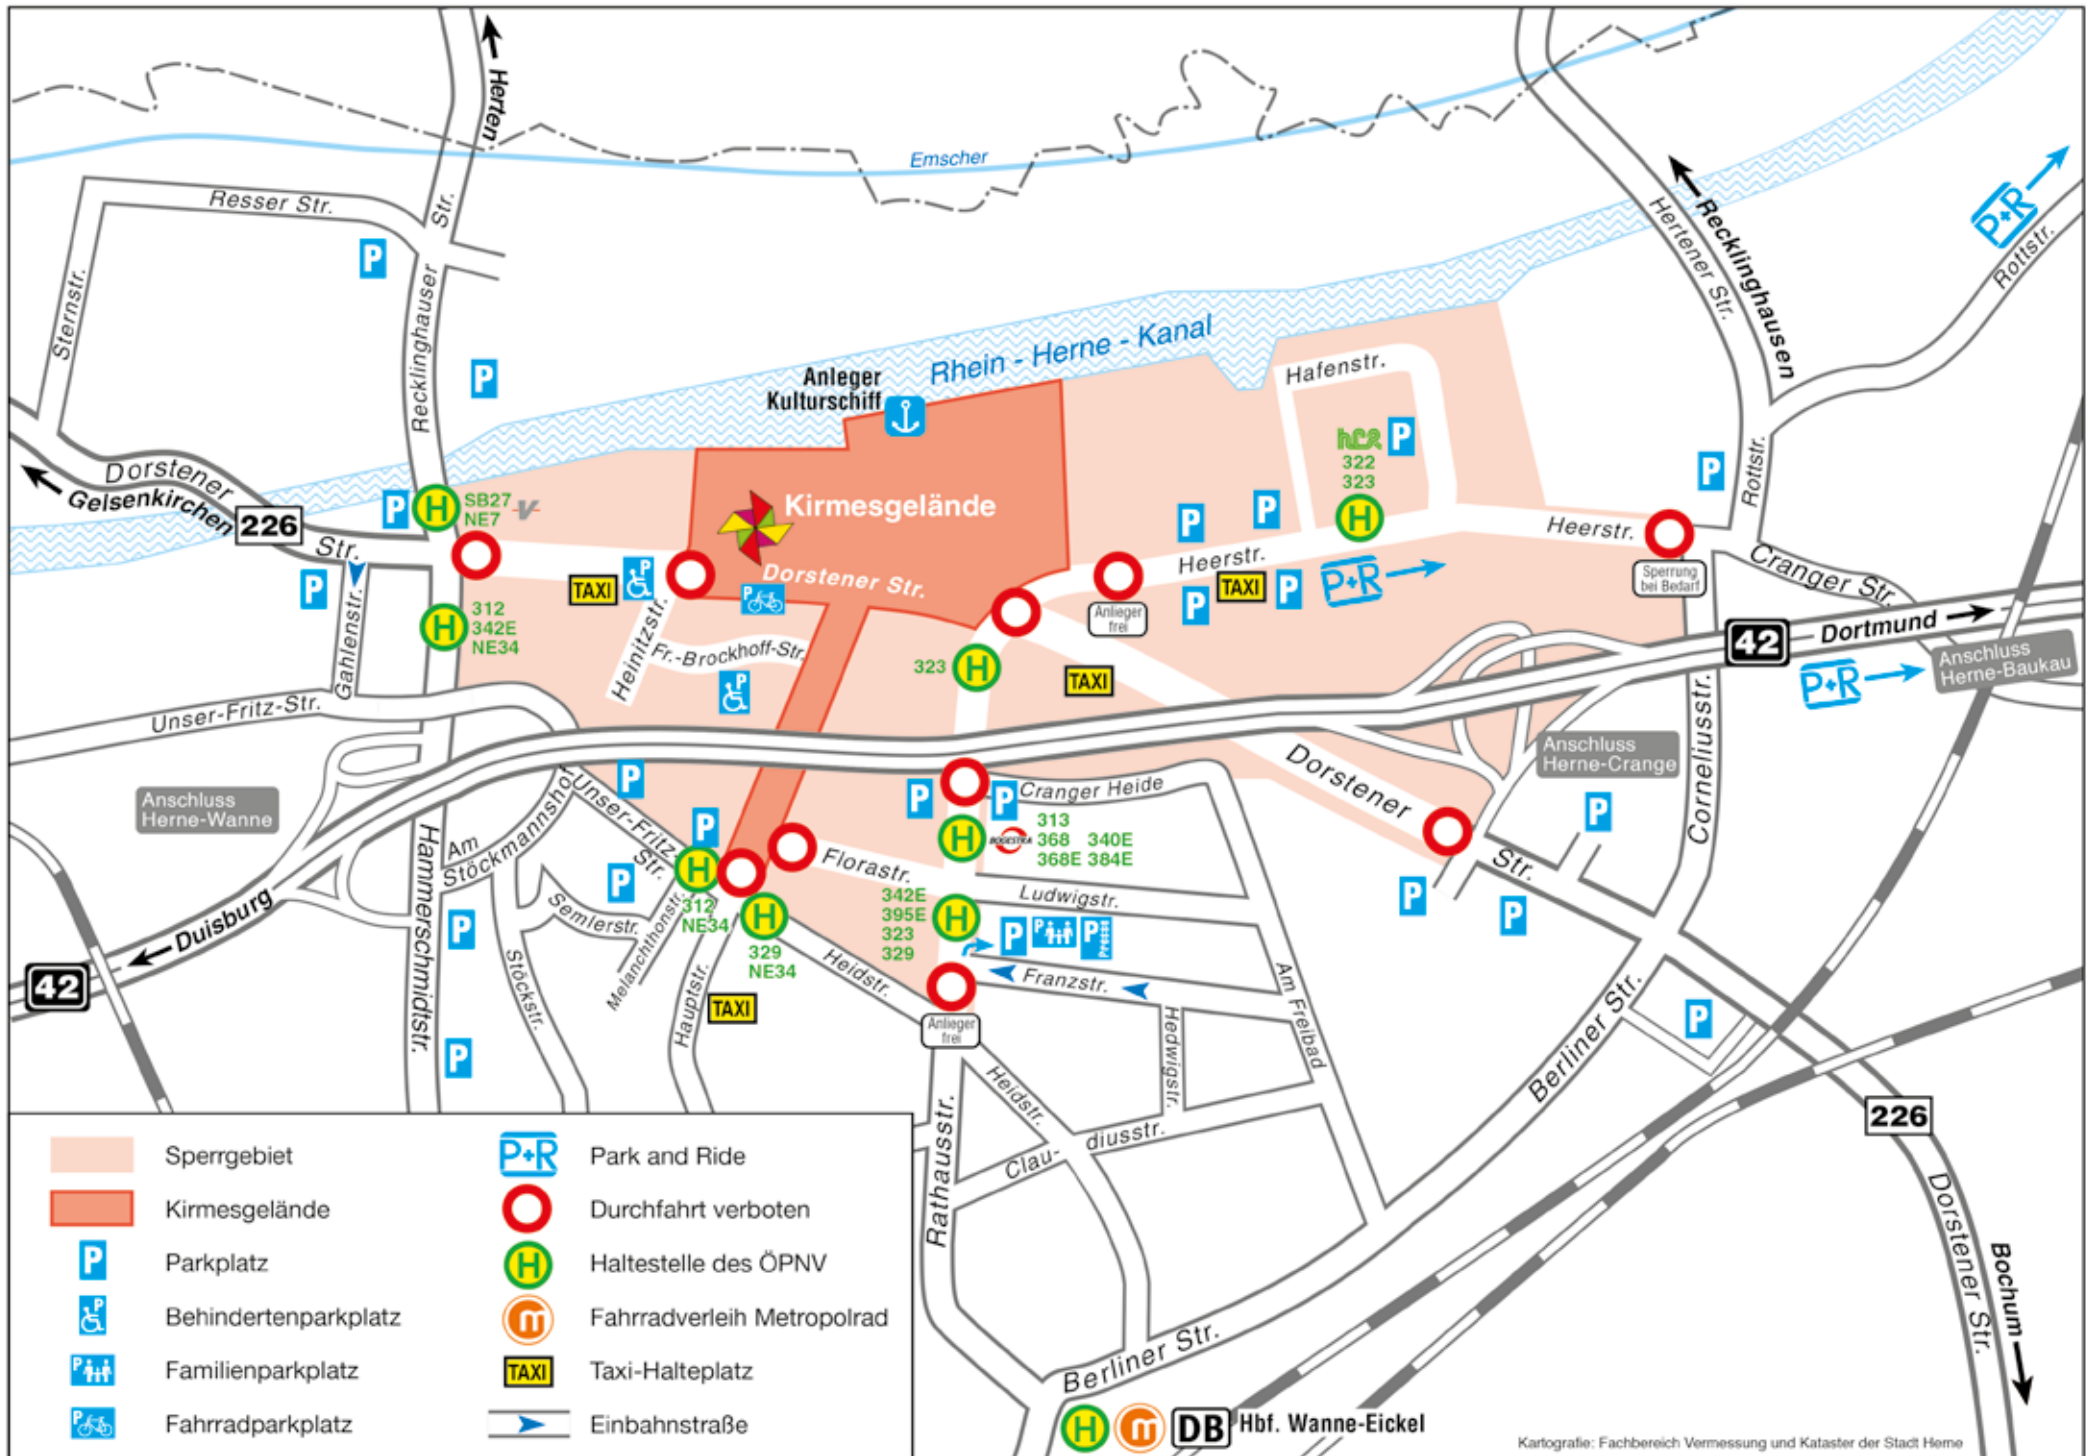 Herten
Emscher
Resser Str.
Recklinghauser
Str.
Sternstr.
Hertener Str.
Recklinghausen
P+R
Rottstr.
P
P
Rhein - Herne - Kanal
Anleger
Kulturschiff
Hafenstr.
hcr
P
322
323
H
P
Rottstr.
Dorstener
Gelsenkirchen
226
Str.
P
H
SB27
NE7
V
Kirmesgelände
Dorstener Str.
P
P
Heerstr.
Heerstr.
Sperrung
bei Bedarf
Cranger Str.
P
Gahlenstr.
H
312
342E
NE34
TAXI
P
Heinitzstr.
P
Fr.-Brockhoff-Str.
P
Anlieger
frei
P
TAXI
P
P+R
323
H
TAXI
42
Dortmund
P+R
Anschluss
Herne-Baukau
Unser-Fritz-Str.
Anschluss
Herne-Wanne
Anschluss
Herne-Crange
Corneliusstr.
Dorstener
Str.
P
P
P
Hammerschmidtstr.
Am
Stöckmannshof
Unser-Fritz-
Str.
P
P
P
P
P
Cranger Heide
H
BOGESTRA
313
368 340E
368E 384E
Florastr.
Ludwigstr.
H
312
NE34
H
329
NE34
342E
395E
323
329
H
P
P
P
Presse
Franzstr.
Semlerstr.
Melanchthonstr.
Stöckstr.
Hauptstr.
TAXI
Heidstr.
Anlieger
frei
Am Freibad
Hedwigstr.
Duisburg
42
P
P
Berliner Str.
P
226
Dorstener Str.
Bochum
Heidstr.
Clau-
diusstr.
Rathausstr.
Berliner Str.
H
m
DB
Hbf. Wanne-Eickel
Sperrgebiet
Kirmesgelände
P
Parkplatz
P
Behindertenparkplatz
P
Familienparkplatz
P
Fahrradparkplatz
P+R
Park and Ride
Durchfahrt verboten
H
Haltestelle des ÖPNV
m
Fahrradverleih Metropolrad
TAXI
Taxi-Halteplatz
Einbahnstraße
Kartografie: Fachbereich Vermessung und Kataster der Stadt Herne